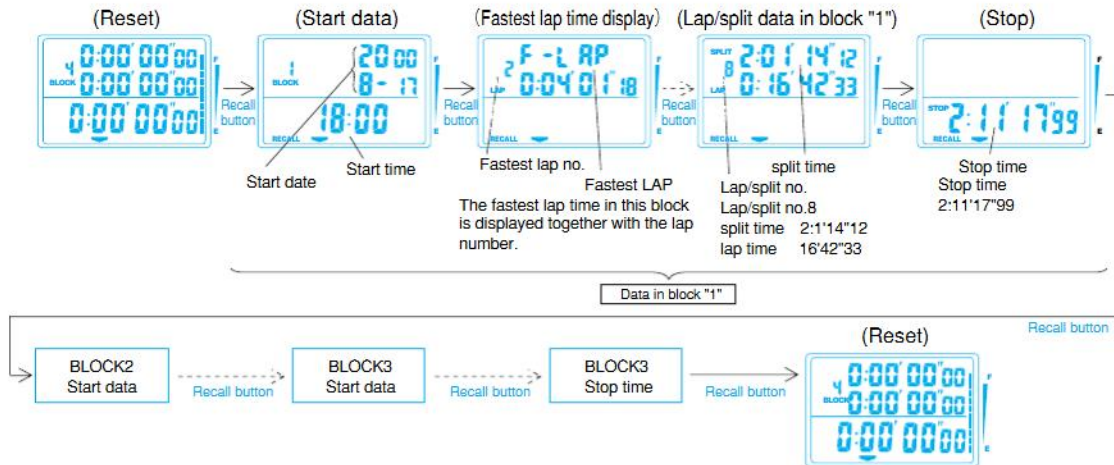 (Reset)
(Start data)
(Fastest lap time display)
(Lap/split data in block "1")
(Stop)
4
BLOCK
0:00'00"00
0:00'00"00
0:00'00"00
F
E
Recall
button
1
BLOCK
2000
8-17
18:00
RECALL
F
E
Start date
Start time
Recall
button
F-LAP
2
LAP
0:04'01"18
RECALL
F
E
Fastest lap no.
Fastest LAP
The fastest lap time in this block
is displayed together with the lap
number.
Recall
button
SPLIT
2:01'14"12
8
LAP
0:16'42"33
RECALL
F
E
split time
Lap/split no.
Lap/split no.8
split time 2:1'14"12
lap time 16'42"33
Recall
button
STOP
2:11'17"99
RECALL
F
E
Stop time
Stop time
2:11'17"99
Data in block "1"
Recall button
BLOCK2
Start data
Recall button
BLOCK3
Start data
Recall button
BLOCK3
Stop time
Recall button
(Reset)
4
BLOCK
0:00'00"00
0:00'00"00
0:00'00"00
F
E